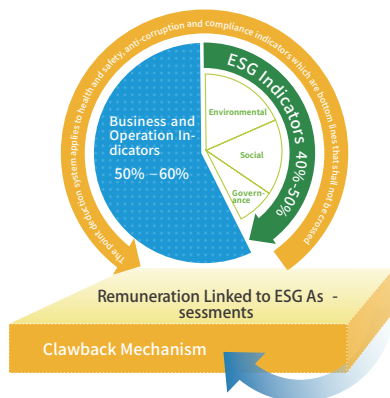 The point deduction system applies to health and safety, anti-corruption and compliance indicators which are bottom lines that shall not be crossed
ESG Indicators 40%-50%
Business and
Operation In-
dicators
50% –60%
Environmental
Social
Govern-
ance
Remuneration Linked to ESG As -
sessments
Clawback Mechanism